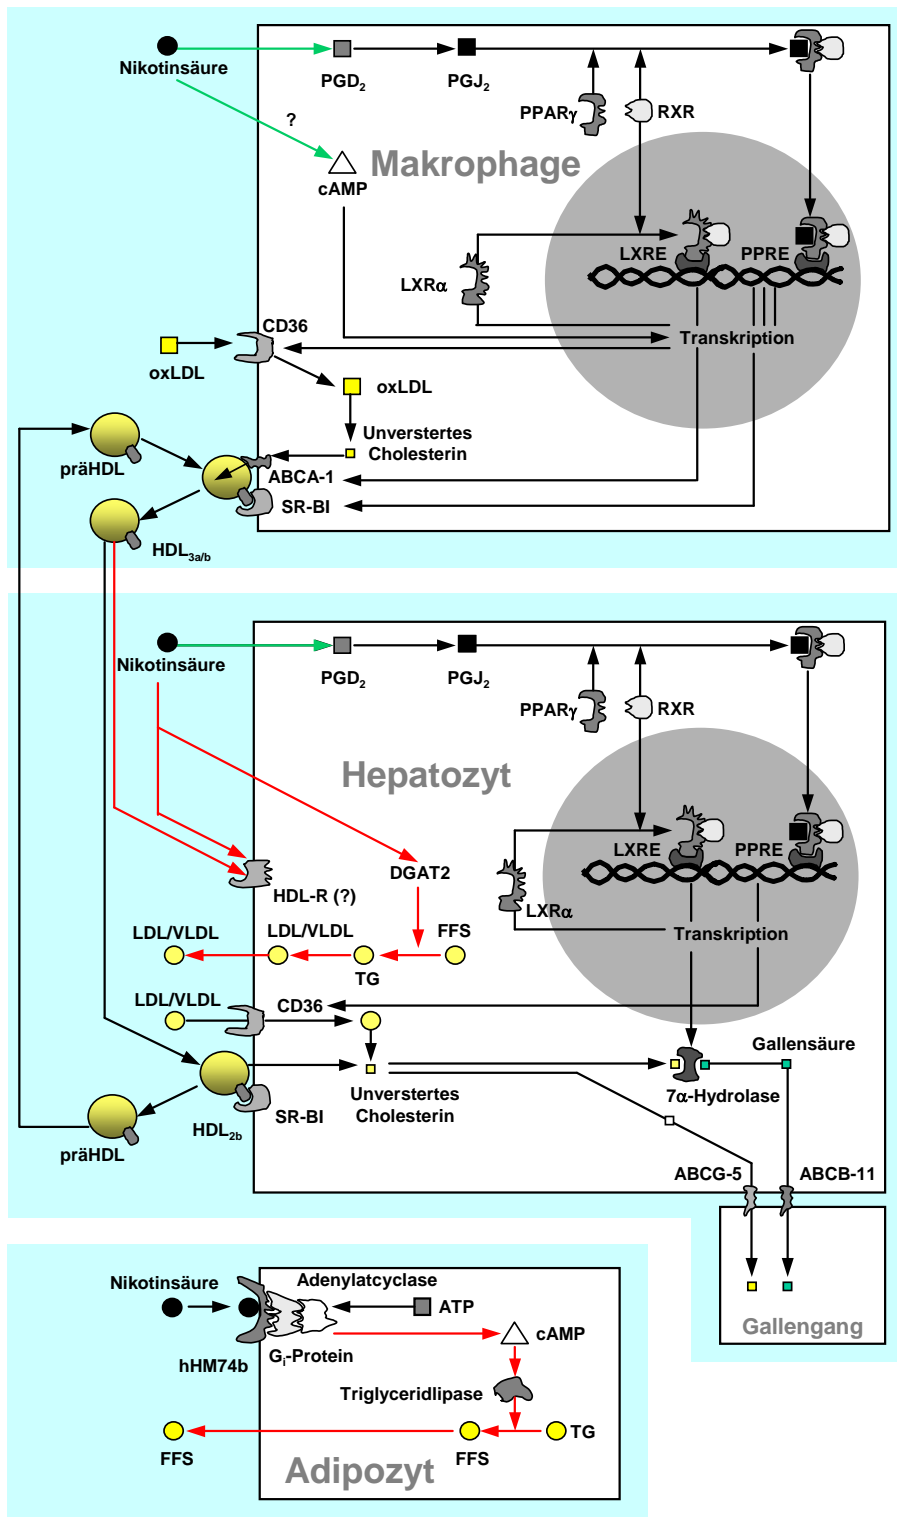 Nikotinsäure
PGD2
PGJ2
PPARγ
RXR
?
Makrophage
cAMP
LXRE
PPRE
LXRα
CD36
Transkription
oxLDL
oxLDL
Unverstertes
Cholesterin
präHDL
ABCA-1
SR-BI
HDL3a/b
Nikotinsäure
PGD2
PGJ2
PPARγ
RXR
Hepatozyt
LXRE
PPRE
DGAT2
HDL-R (?)
LXRα
LDL/VLDL
LDL/VLDL
FFS
Transkription
TG
LDL/VLDL
CD36
Gallensäure
Unverstertes
Cholesterin
7α-Hydrolase
SR-BI
HDL2b
präHDL
ABCG-5
ABCB-11
Gallengang
Nikotinsäure
Adenylatcyclase
ATP
cAMP
hHM74b
Gi-Protein
Triglyceridlipase
FFS
FFS
TG
Adipozyt